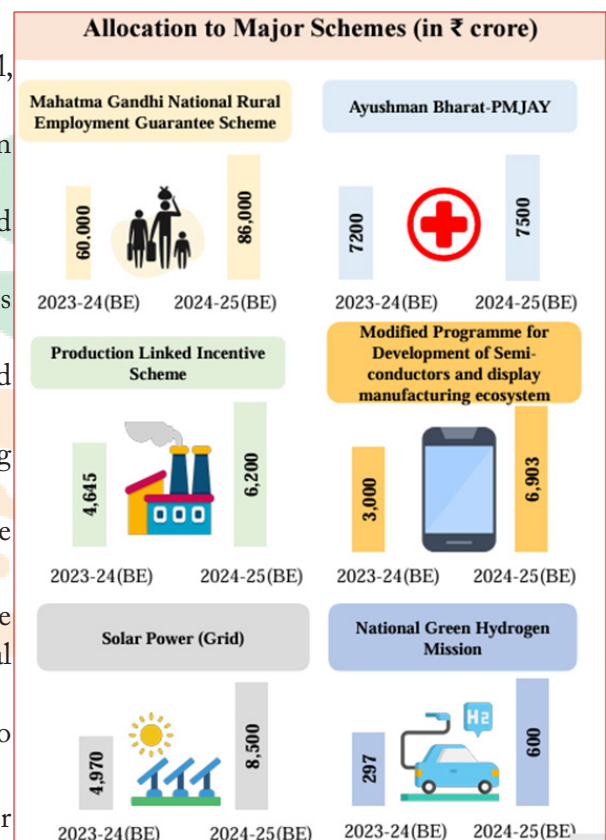 Allocation to Major Schemes (in ₹ crore)
l,
n
d
s
d
g
e
e
al
o
r
Mahatma Gandhi National Rural
Employment Guarantee Scheme
60.000
86,000
2023-24(BE) 2024-25(BE)
Ayushman Bharat-PMJAY
7200
7500
2023-24(BE) 2024-25(BE)
Production Linked Incentive
Scheme
4,645
6,200
2023-24(BE) 2024-25(BE)
Modified Programme for
Development of Semi-
conductors and display
manufacturing ecosystem
3,000
6,903
2023-24(BE) 2024-25(BE)
Solar Power (Grid)
4,970
8,500
2023-24(BE) 2024-25(BE)
National Green Hydrogen
Mission
297
H2
600
2023-24(BE) 2024-25(BE)